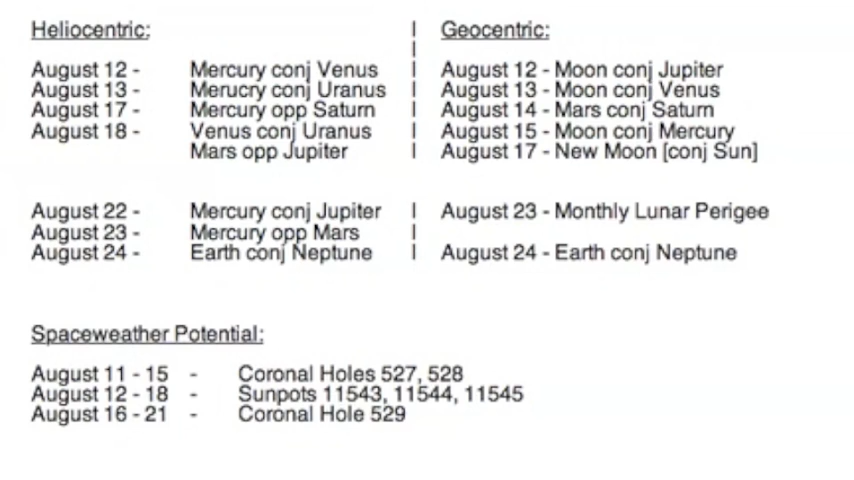 Heliocentric: | Geocentric:
|
August 12 - Mercury conj Venus | August 12 - Moon conj Jupiter
August 13 - Merucry conj Uranus | August 13 - Moon conj Venus
August 17 - Mercury opp Saturn | August 14 - Mars conj Saturn
August 18 - Venus conj Uranus | August 15 - Moon conj Mercury
Mars opp Jupiter | August 17 - New Moon [conj Sun]
August 22 - Mercury conj Jupiter | August 23 - Monthly Lunar Perigee
August 23 - Mercury opp Mars |
August 24 - Earth conj Neptune | August 24 - Earth conj Neptune
Spaceweather Potential:
August 11 - 15 - Coronal Holes 527, 528
August 12 - 18 - Sunpots 11543, 11544, 11545
August 16 - 21 - Coronal Hole 529